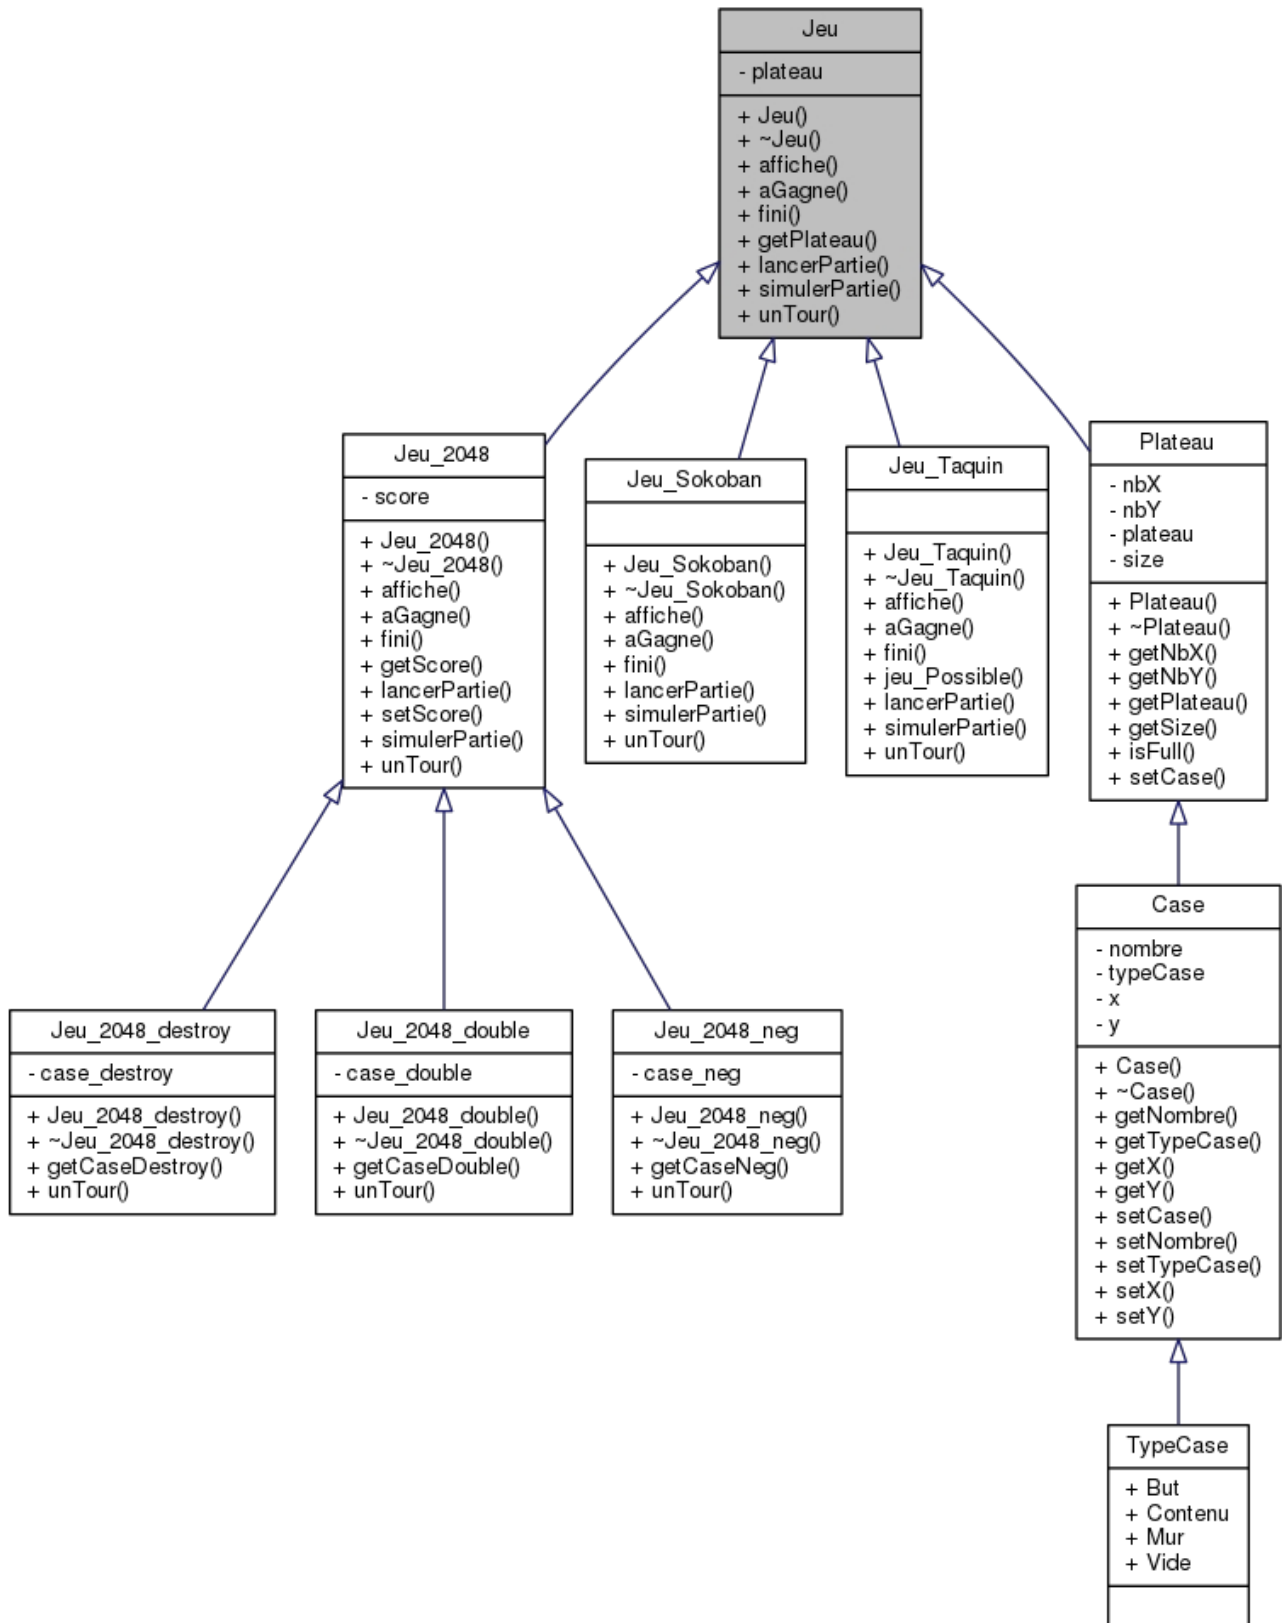 Jeu
- plateau
+ Jeu()
+ ~Jeu()
+ affiche()
+ aGagne()
+ fini()
+ getPlateau()
+ lancerPartie()
+ simulerPartie()
+ unTour()
Jeu_2048
- score
+ Jeu_2048()
+ ~Jeu_2048()
+ affiche()
+ aGagne()
+ fini()
+ getScore()
+ lancerPartie()
+ setScore()
+ simulerPartie()
+ unTour()
Jeu_Sokoban
+ Jeu_Sokoban()
+ ~Jeu_Sokoban()
+ affiche()
+ aGagne()
+ fini()
+ lancerPartie()
+ simulerPartie()
+ unTour()
Jeu_Taquin
+ Jeu_Taquin()
+ ~Jeu_Taquin()
+ affiche()
+ aGagne()
+ fini()
+ jeu_Possible()
+ lancerPartie()
+ simulerPartie()
+ unTour()
Plateau
- nbX
- nbY
- plateau
- size
+ Plateau()
+ ~Plateau()
+ getNbX()
+ getNbY()
+ getPlateau()
+ getSize()
+ isFull()
+ setCase()
Jeu_2048_destroy
- case_destroy
+ Jeu_2048_destroy()
+ ~Jeu_2048_destroy()
+ getCaseDestroy()
+ unTour()
Jeu_2048_double
- case_double
+ Jeu_2048_double()
+ ~Jeu_2048_double()
+ getCaseDouble()
+ unTour()
Jeu_2048_neg
- case_neg
+ Jeu_2048_neg()
+ ~Jeu_2048_neg()
+ getCaseNeg()
+ unTour()
Case
- nombre
- typeCase
- x
- y
+ Case()
+ ~Case()
+ getNombre()
+ getTypeCase()
+ getX()
+ getY()
+ setCase()
+ setNombre()
+ setTypeCase()
+ setX()
+ setY()
TypeCase
+ But
+ Contenu
+ Mur
+ Vide